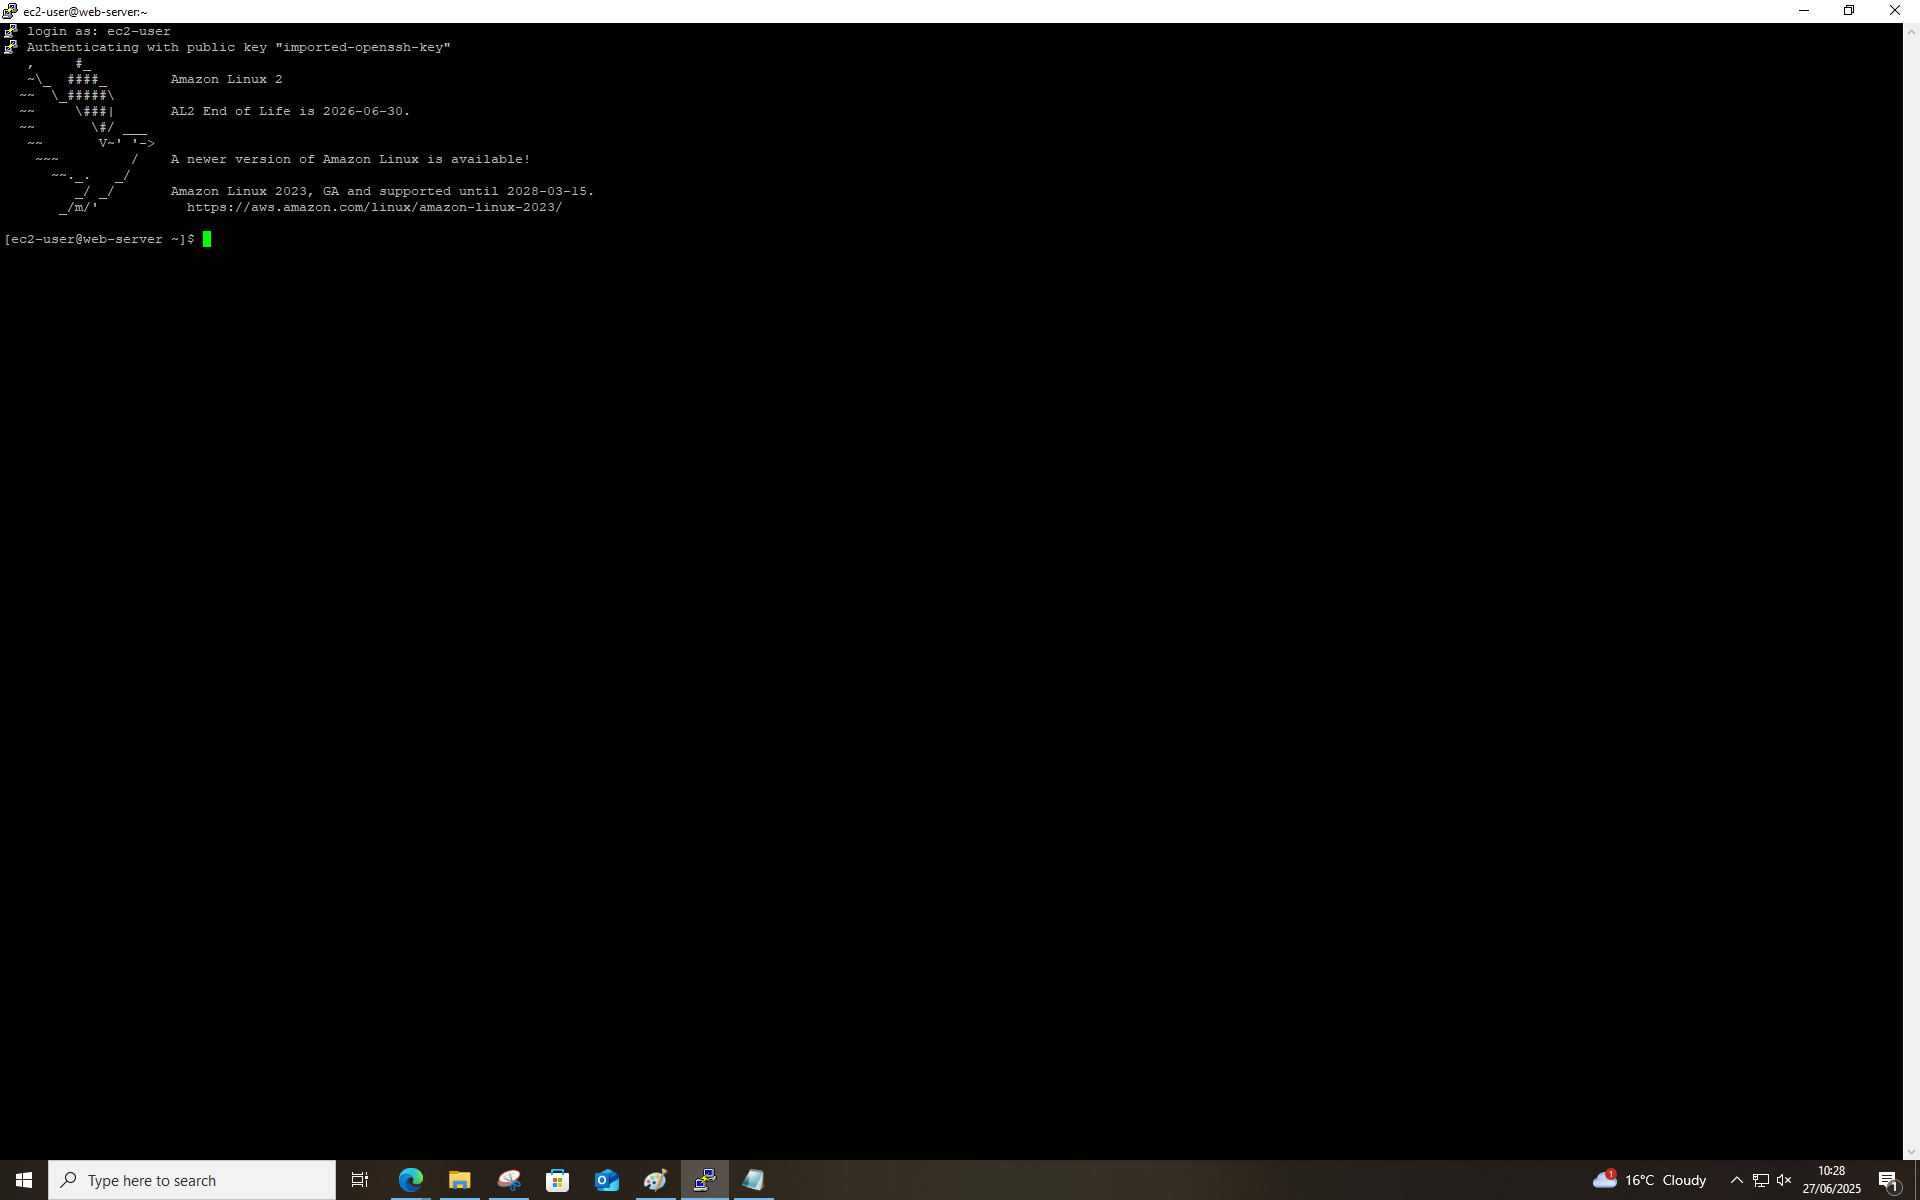 ec2-user@web-server:~
login as: ec2-user
Authenticating with public key "imported-openssh-key"
   ,     #_
   ~\_  ####_        Amazon Linux 2
  ~~  \_#####\
  ~~     \###|       AL2 End of Life is 2026-06-30.
  ~~       \#/ ___
   ~~       V~' '->
    ~~~         /    A newer version of Amazon Linux is available!
      ~~._.   _/
         _/ _/       Amazon Linux 2023, GA and supported until 2028-03-15.
       _/m/'           https://aws.amazon.com/linux/amazon-linux-2023/
[ec2-user@web-server ~]$
Type here to search
1
16°C Cloudy
10:28
27/06/2025
1